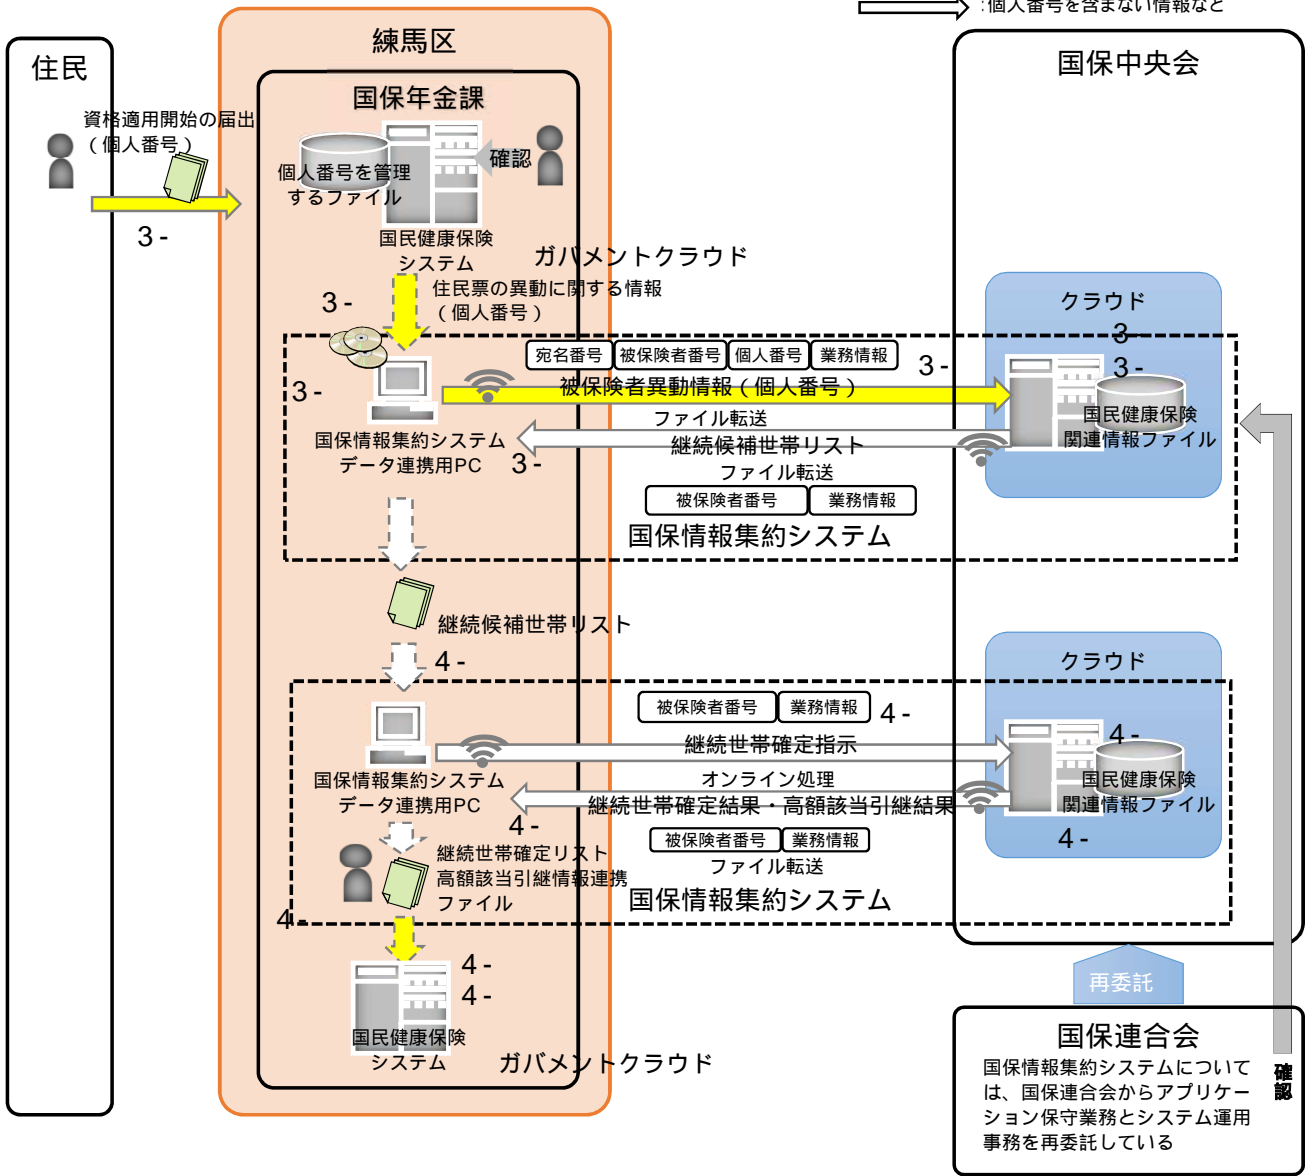 :個人番号を含まない情報など
住民
資格適用開始の届出
（個人番号）
3 -
練馬区
国保年金課
個人番号を管理
するファイル
確認
国民健康保険
システム
ガバメントクラウド
3 -
住民票の異動に関する情報
（個人番号）
3 -
宛名番号
被保険者番号
個人番号
業務情報
3 -
被保険者異動情報（個人番号）
ファイル転送
継続候補世帯リスト
ファイル転送
国保情報集約システム
データ連携用PC
3 -
被保険者番号
業務情報
国保情報集約システム
継続候補世帯リスト
4 -
被保険者番号
業務情報
4 -
継続世帯確定指示
オンライン処理
継続世帯確定結果・高額該当引継結果
国保情報集約システム
データ連携用PC
4 -
被保険者番号
業務情報
ファイル転送
継続世帯確定リスト
高額該当引継情報連携
ファイル
国保情報集約システム
4 -
4 -
4 -
国民健康保険
システム
ガバメントクラウド
国保中央会
クラウド
3 -
3 -
国民健康保険
関連情報ファイル
クラウド
4 -
国民健康保険
関連情報ファイル
4 -
再委託
国保連合会
国保情報集約システムについて
は、国保連合会からアプリケー
ション保守業務とシステム運用
事務を再委託している
確認